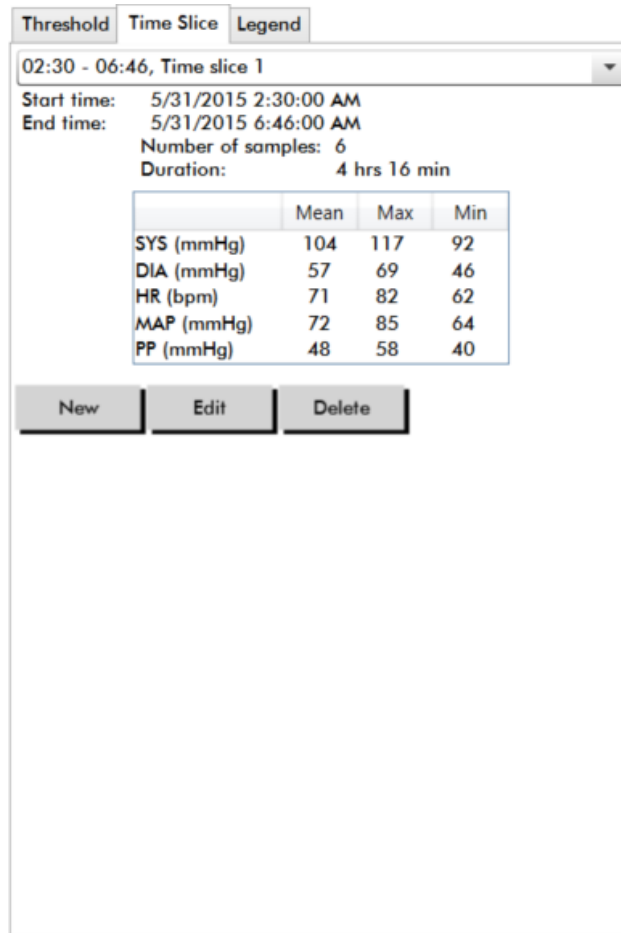 Threshold Time Slice Legend
02:30 - 06:46, Time slice 1
Start time: 5/31/2015 2:30:00 AM
End time: 5/31/2015 6:46:00 AM
Number of samples: 6
Duration: 4 hrs 16 min
Mean Max Min
SYS (mmHg) 104 117 92
DIA (mmHg) 57 69 46
HR (bpm) 71 82 62
MAP (mmHg) 72 85 64
PP (mmHg) 48 58 40
New Edit Delete